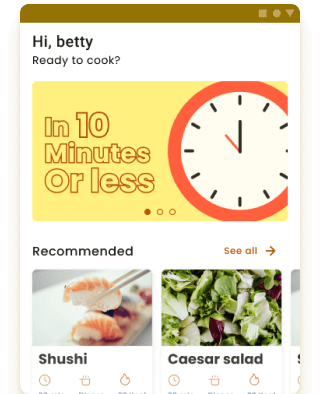 Hi, betty
Ready to cook?
In 10
Minutes
Or less
Recommended
See all
Shushi
Caesar salad